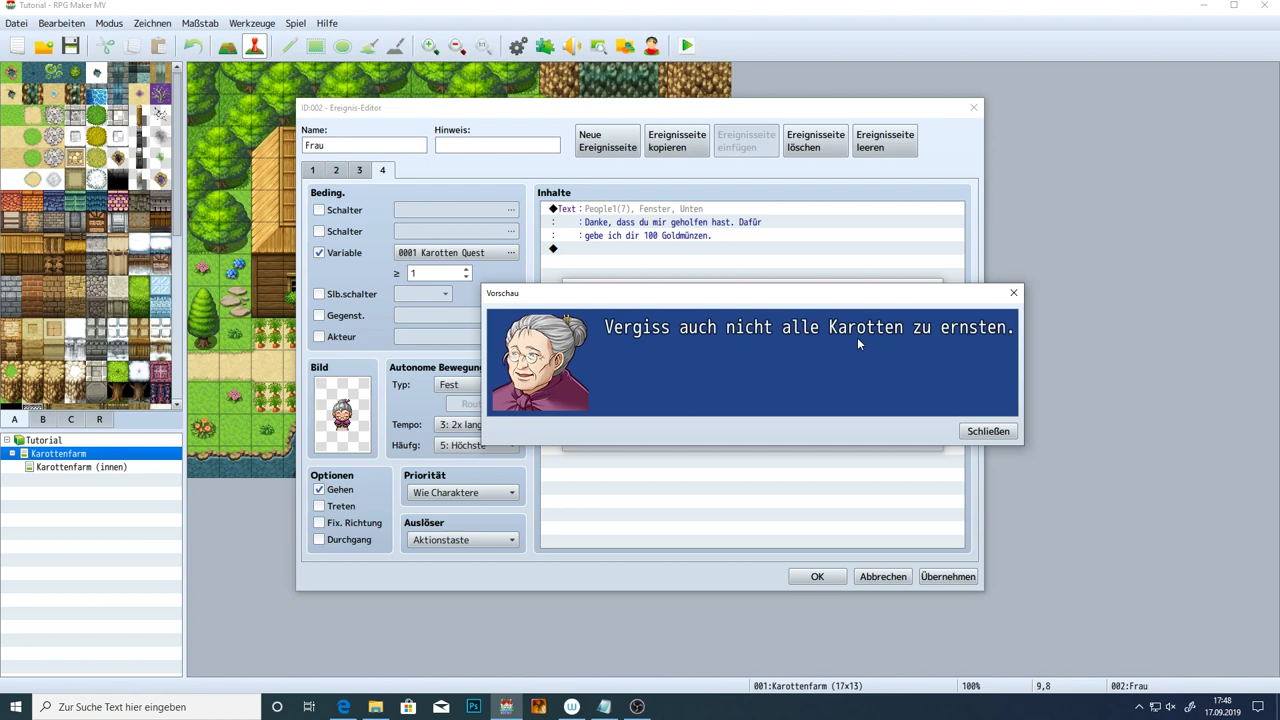 Tutorial - RPG Maker MV
Datei Bearbeiten Modus Zeichnen Maßstab Werkzeuge Spiel Hilfe
ID:002 - Ereignis-Editor
Name: Hinweis:
Frau
Neue Ereignisseite
Ereignisseite kopieren
Ereignisseite einfügen
Ereignisseite löschen
Ereignisseite leeren
1 2 3 4
Beding.
Schalter
Schalter
Variable 0001 Karotten Quest
≥ 1
Slb.schalter
Gegenst.
Akteur
Inhalte
◆Text : People1(7), Fenster, Unten
: : Danke, dass du mir geholfen hast. Dafür
: : gebe ich dir 100 Goldmünzen.
◆
Vorschau
Vergiss auch nicht alle Karotten zu ernsten.
Schließen
Bild
Autonome Bewegung
Typ: Fest
Tempo: 3: 2x lang
Häufg: 5: Höchste
Optionen
Gehen
Treten
Fix. Richtung
Durchgang
Priorität
Wie Charaktere
Auslöser
Aktionstaste
OK Abbrechen Übernehmen
A B C R
Tutorial
Karottenfarm
Karottenfarm (innen)
001:Karottenfarm (17×13) 100% 9,8 002:Frau
Zur Suche Text hier eingeben
17:48
17.09.2019